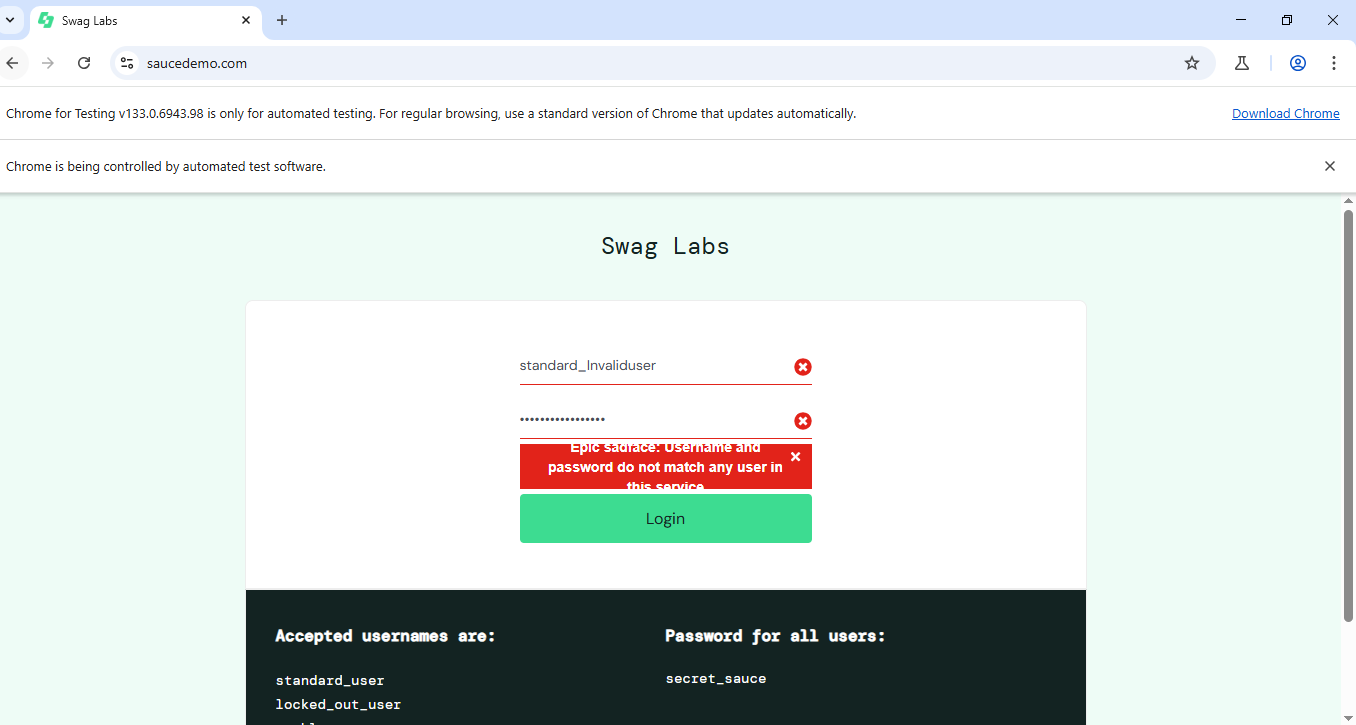 Swag Labs
saucedemo.com
Chrome for Testing v133.0.6943.98 is only for automated testing. For regular browsing, use a standard version of Chrome that updates automatically.
Download Chrome
Chrome is being controlled by automated test software.
Swag Labs
standard_Invaliduser
•••••••••••••••••
Epic sadface: Username and
password do not match any user in
this service
Login
Accepted usernames are:
Password for all users:
standard_user
secret_sauce
locked_out_user